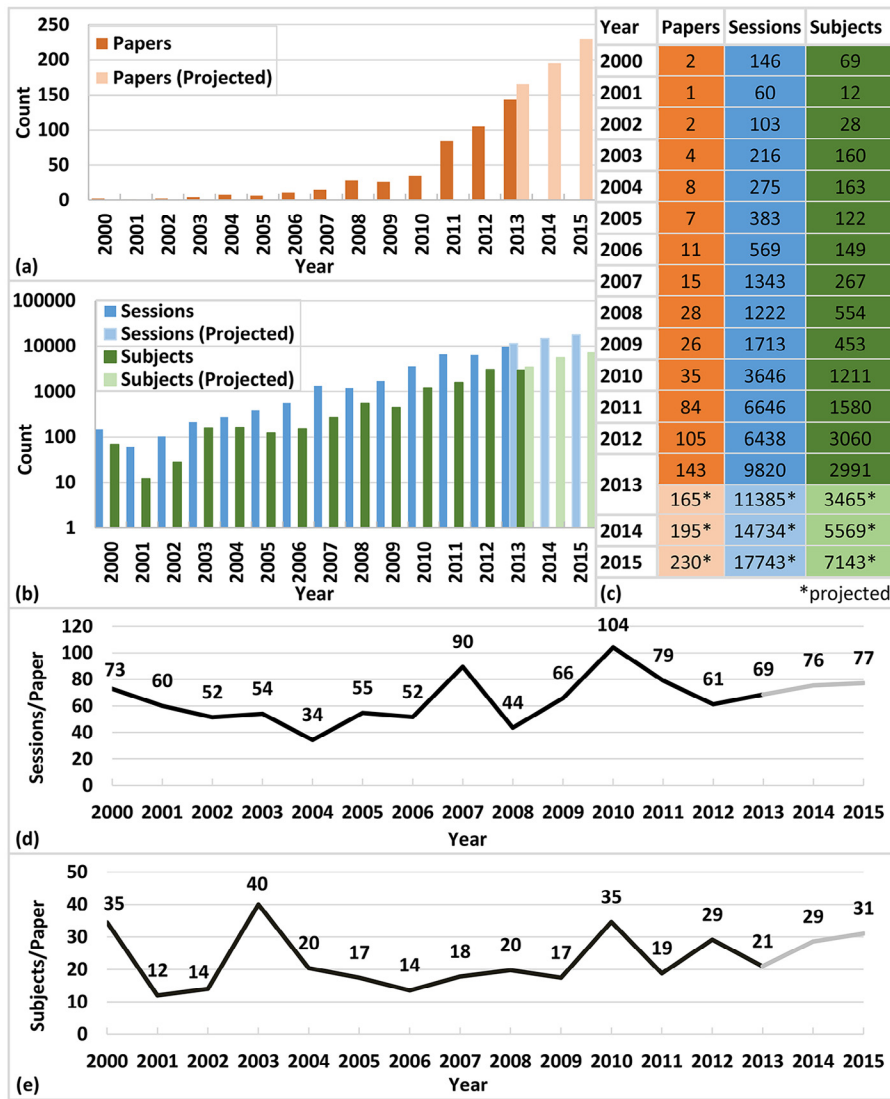 250
200
150
100
50
0
Count
Papers
Papers (Projected)
2000
2001
2002
2003
2004
2005
2006
2007
2008
2009
2010
2011
2012
2013
2014
2015
Year
(a)
100000
10000
1000
100
10
1
Count
Sessions
Sessions (Projected)
Subjects
Subjects (Projected)
2000
2001
2002
2003
2004
2005
2006
2007
2008
2009
2010
2011
2012
2013
2014
2015
Year
(b)
Year Papers Sessions Subjects
2000 2 146 69
2001 1 60 12
2002 2 103 28
2003 4 216 160
2004 8 275 163
2005 7 383 122
2006 11 569 149
2007 15 1343 267
2008 28 1222 554
2009 26 1713 453
2010 35 3646 1211
2011 84 6646 1580
2012 105 6438 3060
2013 143 9820 2991
165* 11385* 3465*
2014 195* 14734* 5569*
2015 230* 17743* 7143*
(c) *projected
120
100
80
60
40
20
0
Sessions/Paper
73 60 52 54 34 55 52 90 44 66 104 79 61 69 76 77
2000 2001 2002 2003 2004 2005 2006 2007 2008 2009 2010 2011 2012 2013 2014 2015
Year
(d)
50
40
30
20
10
0
Subjects/Paper
35 12 14 40 20 17 14 18 20 17 35 19 29 21 29 31
2000 2001 2002 2003 2004 2005 2006 2007 2008 2009 2010 2011 2012 2013 2014 2015
Year
(e)